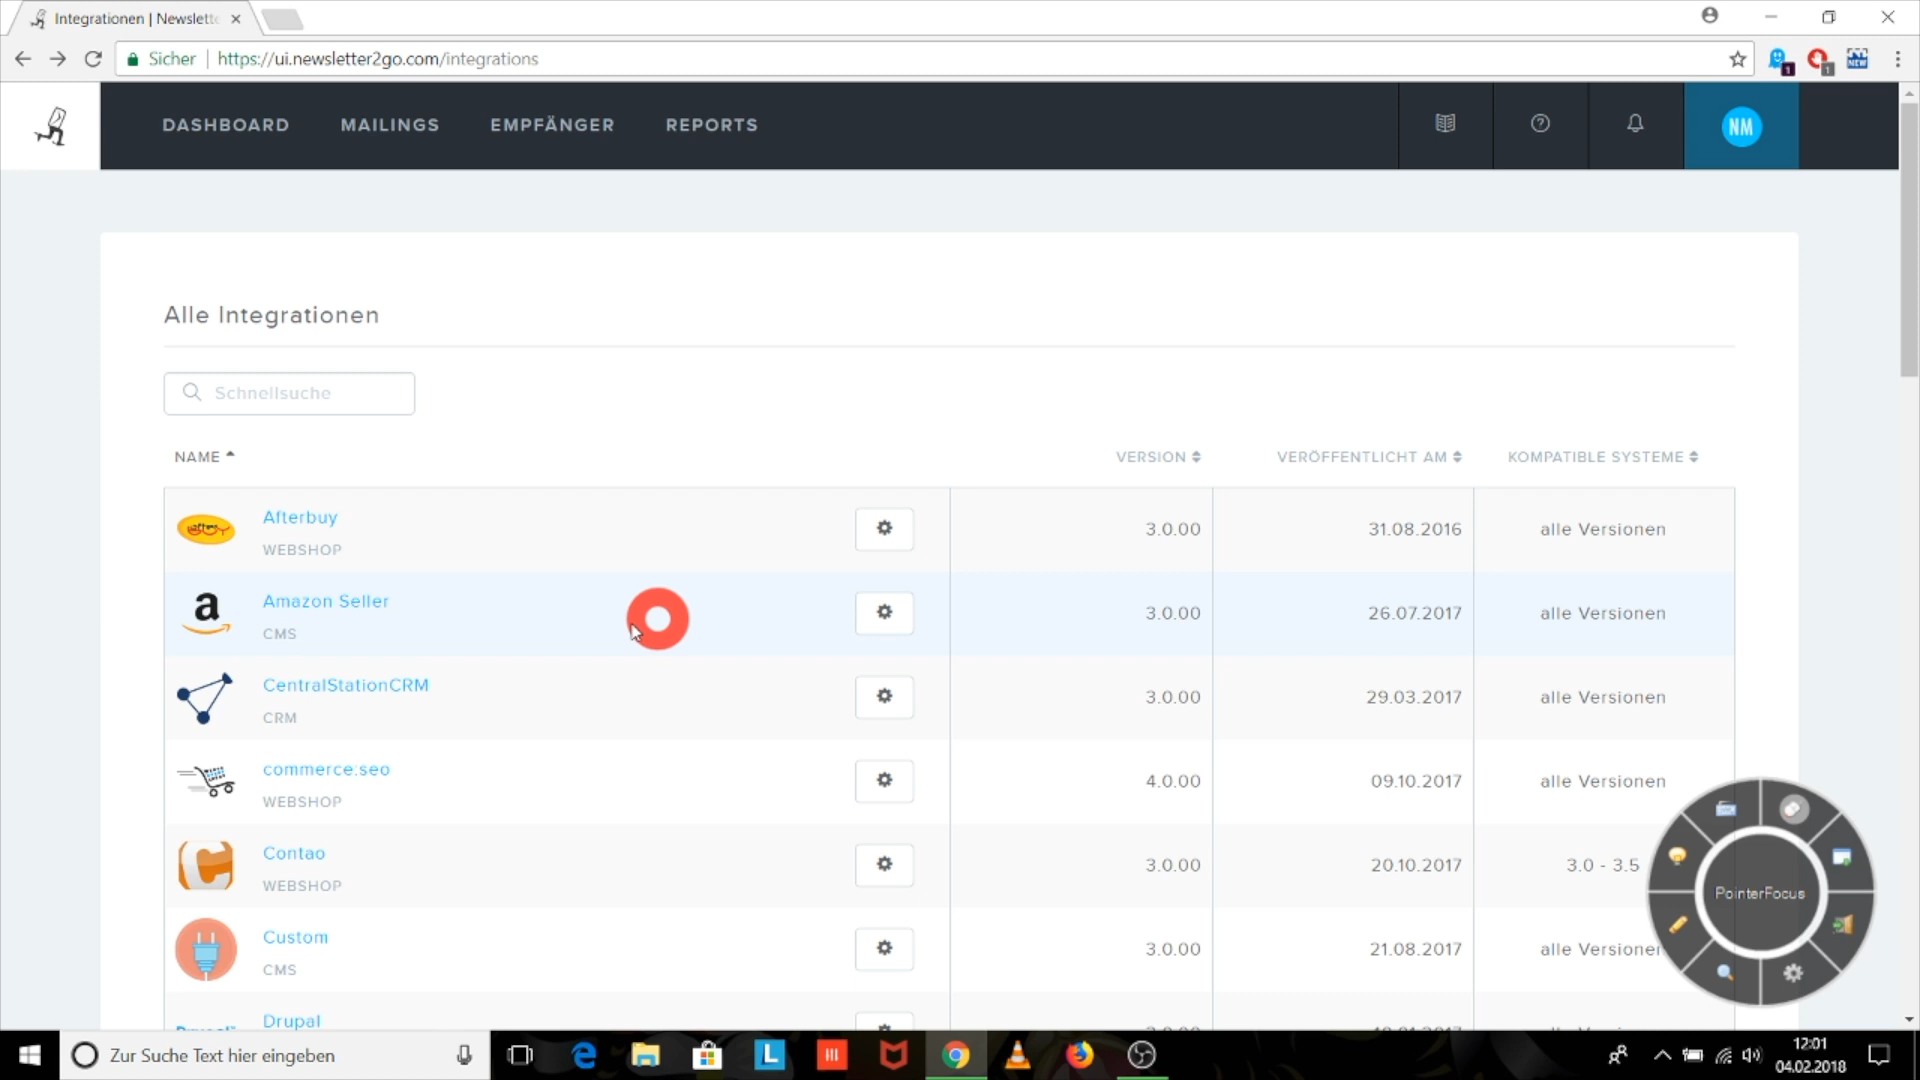 Integrationen | Newslette
Sicher https://ui.newsletter2go.com/integrations
DASHBOARD MAILINGS EMPFÄNGER REPORTS NM
Alle Integrationen
Schnellsuche
NAME VERSION VERÖFFENTLICHT AM KOMPATIBLE SYSTEME
Afterbuy
WEBSHOP
3.0.00 31.08.2016 alle Versionen
Amazon Seller
CMS
3.0.00 26.07.2017 alle Versionen
CentralStationCRM
CRM
3.0.00 29.03.2017 alle Versionen
commerce:seo
WEBSHOP
4.0.00 09.10.2017 alle Versionen
Contao
WEBSHOP
3.0.00 20.10.2017 3.0 - 3.5
Custom
CMS
3.0.00 21.08.2017 alle Versionen
PointerFocus
Drupal
Zur Suche Text hier eingeben
12:01
04.02.2018